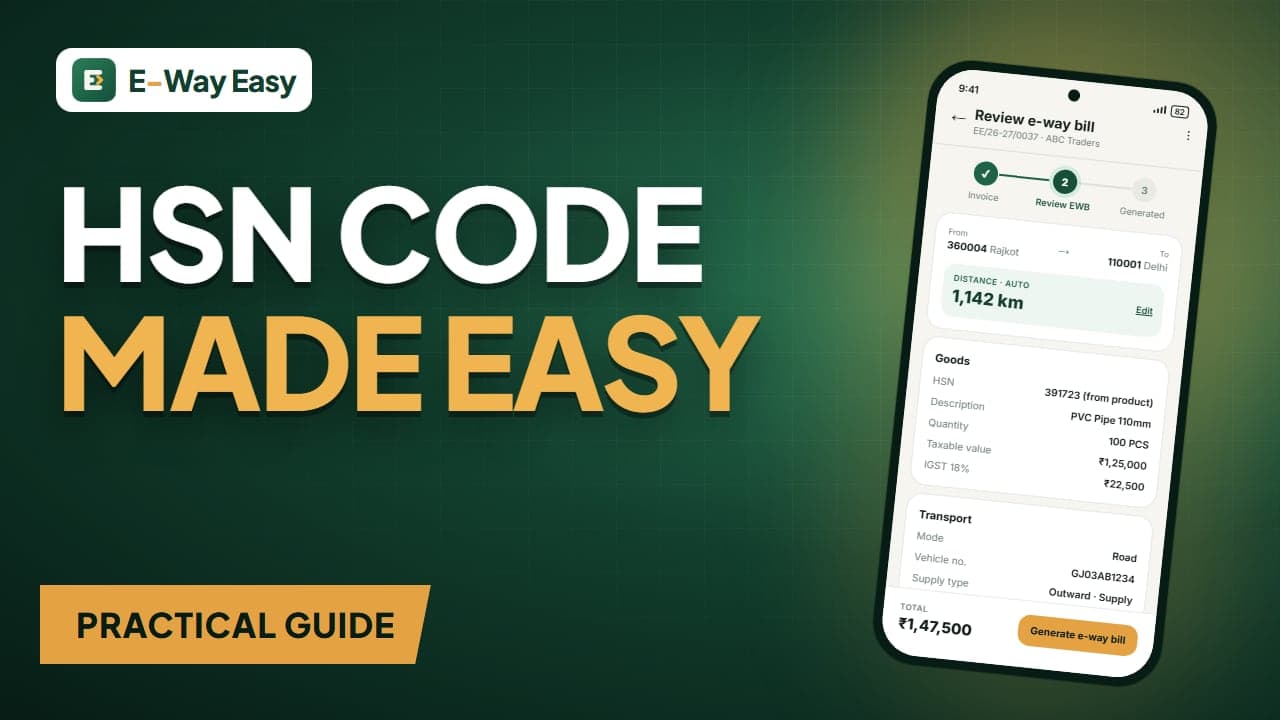 E-Way Easy
HSN CODE
MADE EASY
PRACTICAL GUIDE
9:41
82
← Review e-way bill
EE/26-27/0037 · ABC Traders
✓ 2 3
Invoice Review EWB Generated
From To
360004 Rajkot → 110001 Delhi
DISTANCE · AUTO
1,142 km Edit
Goods
HSN 391723 (from product)
Description PVC Pipe 110mm
Quantity 100 PCS
Taxable value ₹1,25,000
IGST 18% ₹22,500
Transport
Mode Road
Vehicle no. GJ03AB1234
Supply type Outward · Supply
TOTAL
₹1,47,500 Generate e-way bill